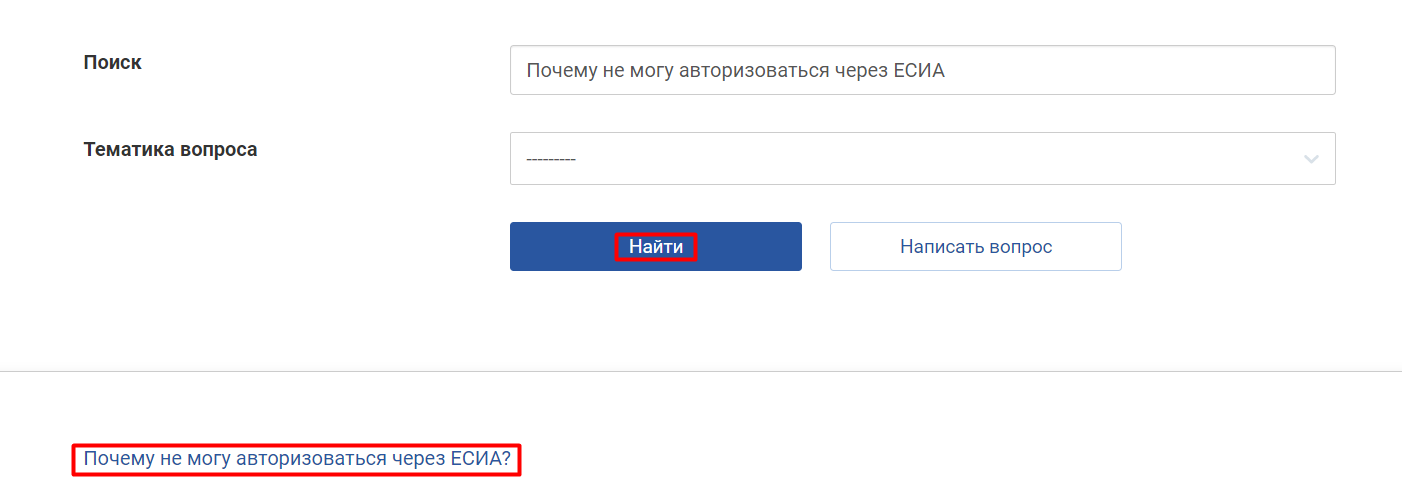 Поиск
Почему не могу авторизоваться через ЕСИА
Тематика вопроса
---------
Найти
Написать вопрос
Почему не могу авторизоваться через ЕСИА?